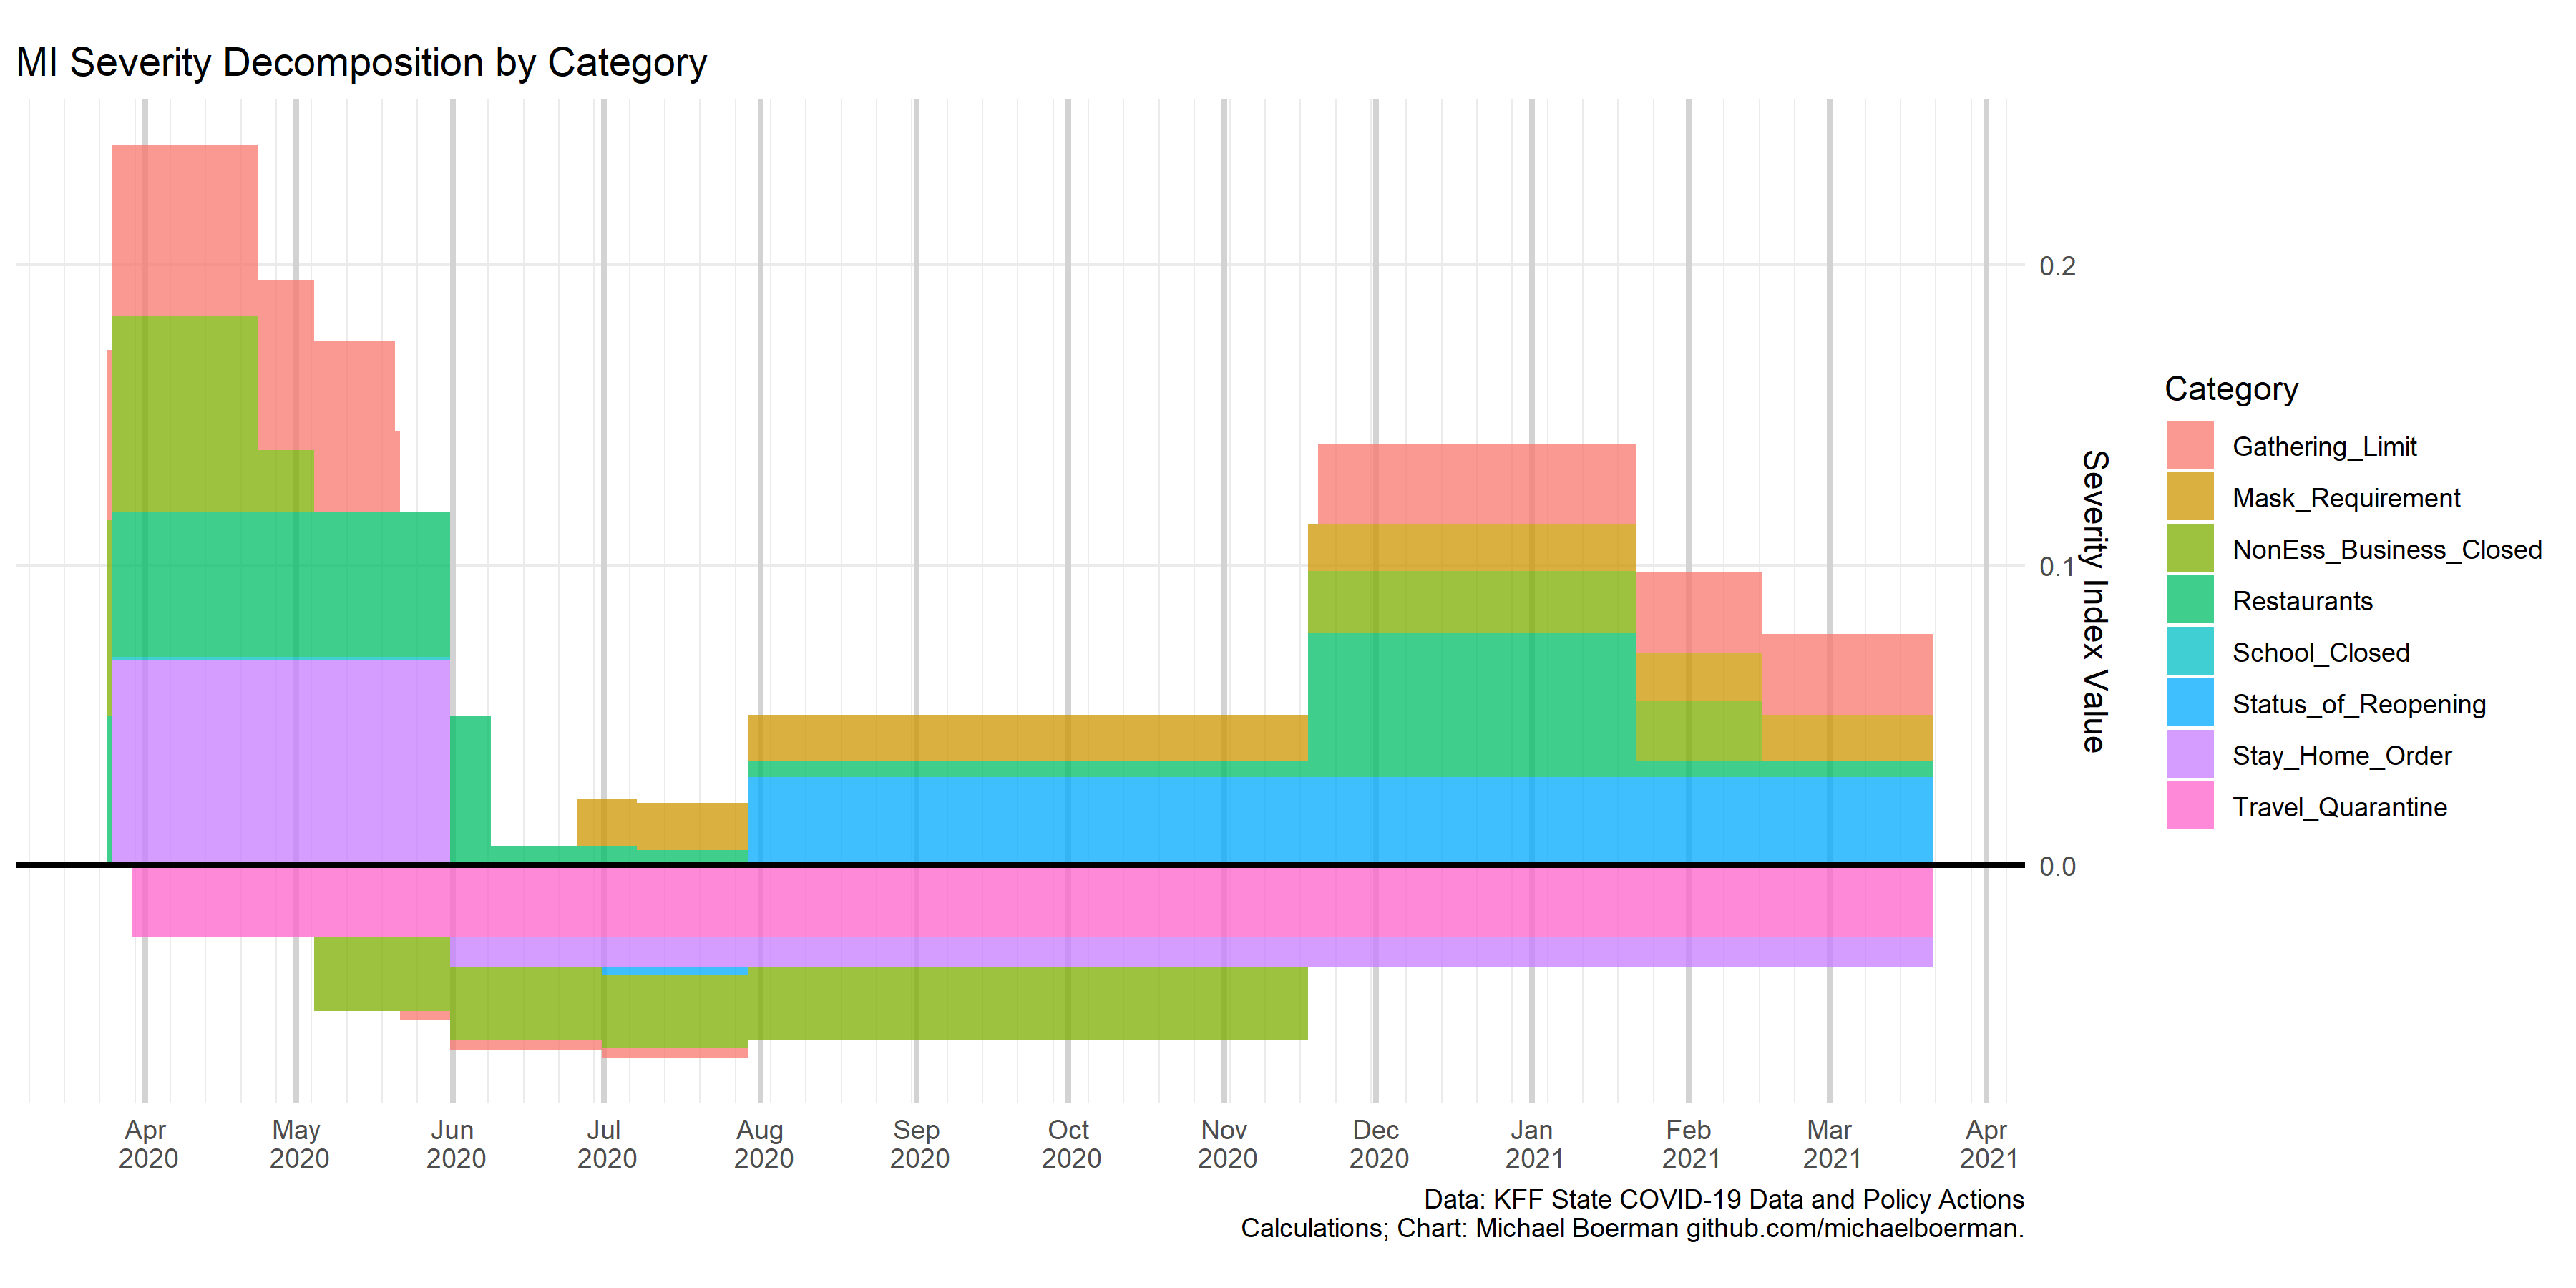 MI Severity Decomposition by Category
0.2
0.1
0.0
Severity Index Value
Category
Gathering_Limit
Mask_Requirement
NonEss_Business_Closed
Restaurants
School_Closed
Status_of_Reopening
Stay_Home_Order
Travel_Quarantine
Apr May Jun Jul Aug Sep Oct Nov Dec Jan Feb Mar Apr
2020 2020 2020 2020 2020 2020 2020 2020 2020 2021 2021 2021 2021
Data: KFF State COVID-19 Data and Policy Actions
Calculations; Chart: Michael Boerman github.com/michaelboerman.